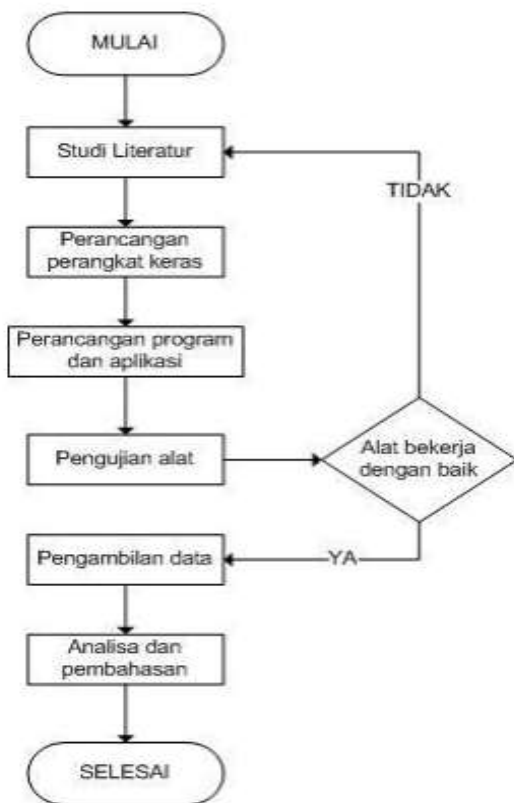 MULAI
Studi Literatur
TIDAK
Perancangan
perangkat keras
Perancangan program
dan aplikasi
Pengujian alat
Alat bekerja
dengan baik
Pengambilan data
YA
Analisa dan
pembahasan
SELESAI